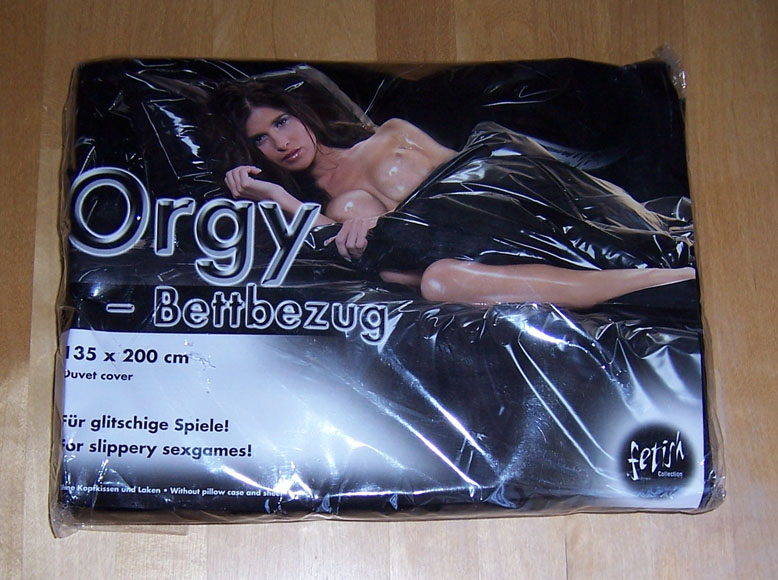 Orgy
- Bettbezug
135 x 200 cm
Duvet cover
Für glitschige Spiele!
For slippery sexgames!
Kopfkissen und Laken • Without pillow case and
fetish
Collection